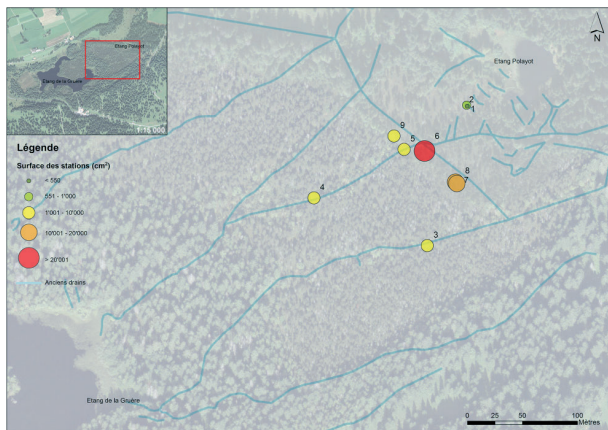 Etang Polayot
Etang de la Gruère
1:15 000
N
Etang Polayot
2
1
9
5
6
8
7
4
3
Légende
Surface des stations (cm²)
< 550
551 - 1'000
1'001 - 10'000
10'001 - 20'000
> 20'001
Anciens drains
Etang de la Gruère
0 25 50 100
Mètres